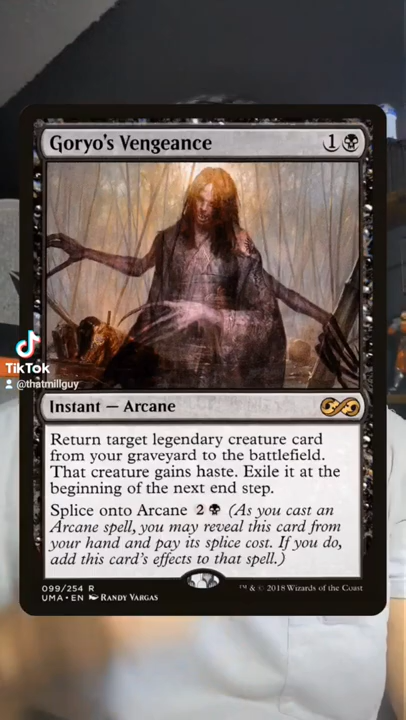 Goryo's Vengeance 1
TikTok
@thatmillguy
Instant — Arcane
Return target legendary creature card
from your graveyard to the battlefield.
That creature gains haste. Exile it at the
beginning of the next end step.
Splice onto Arcane 2 (As you cast an
Arcane spell, you may reveal this card from
your hand and pay its splice cost. If you do,
add this card's effects to that spell.)
099/254 R
™ & © 2018 Wizards of the Coast
UMA • EN Randy Vargas